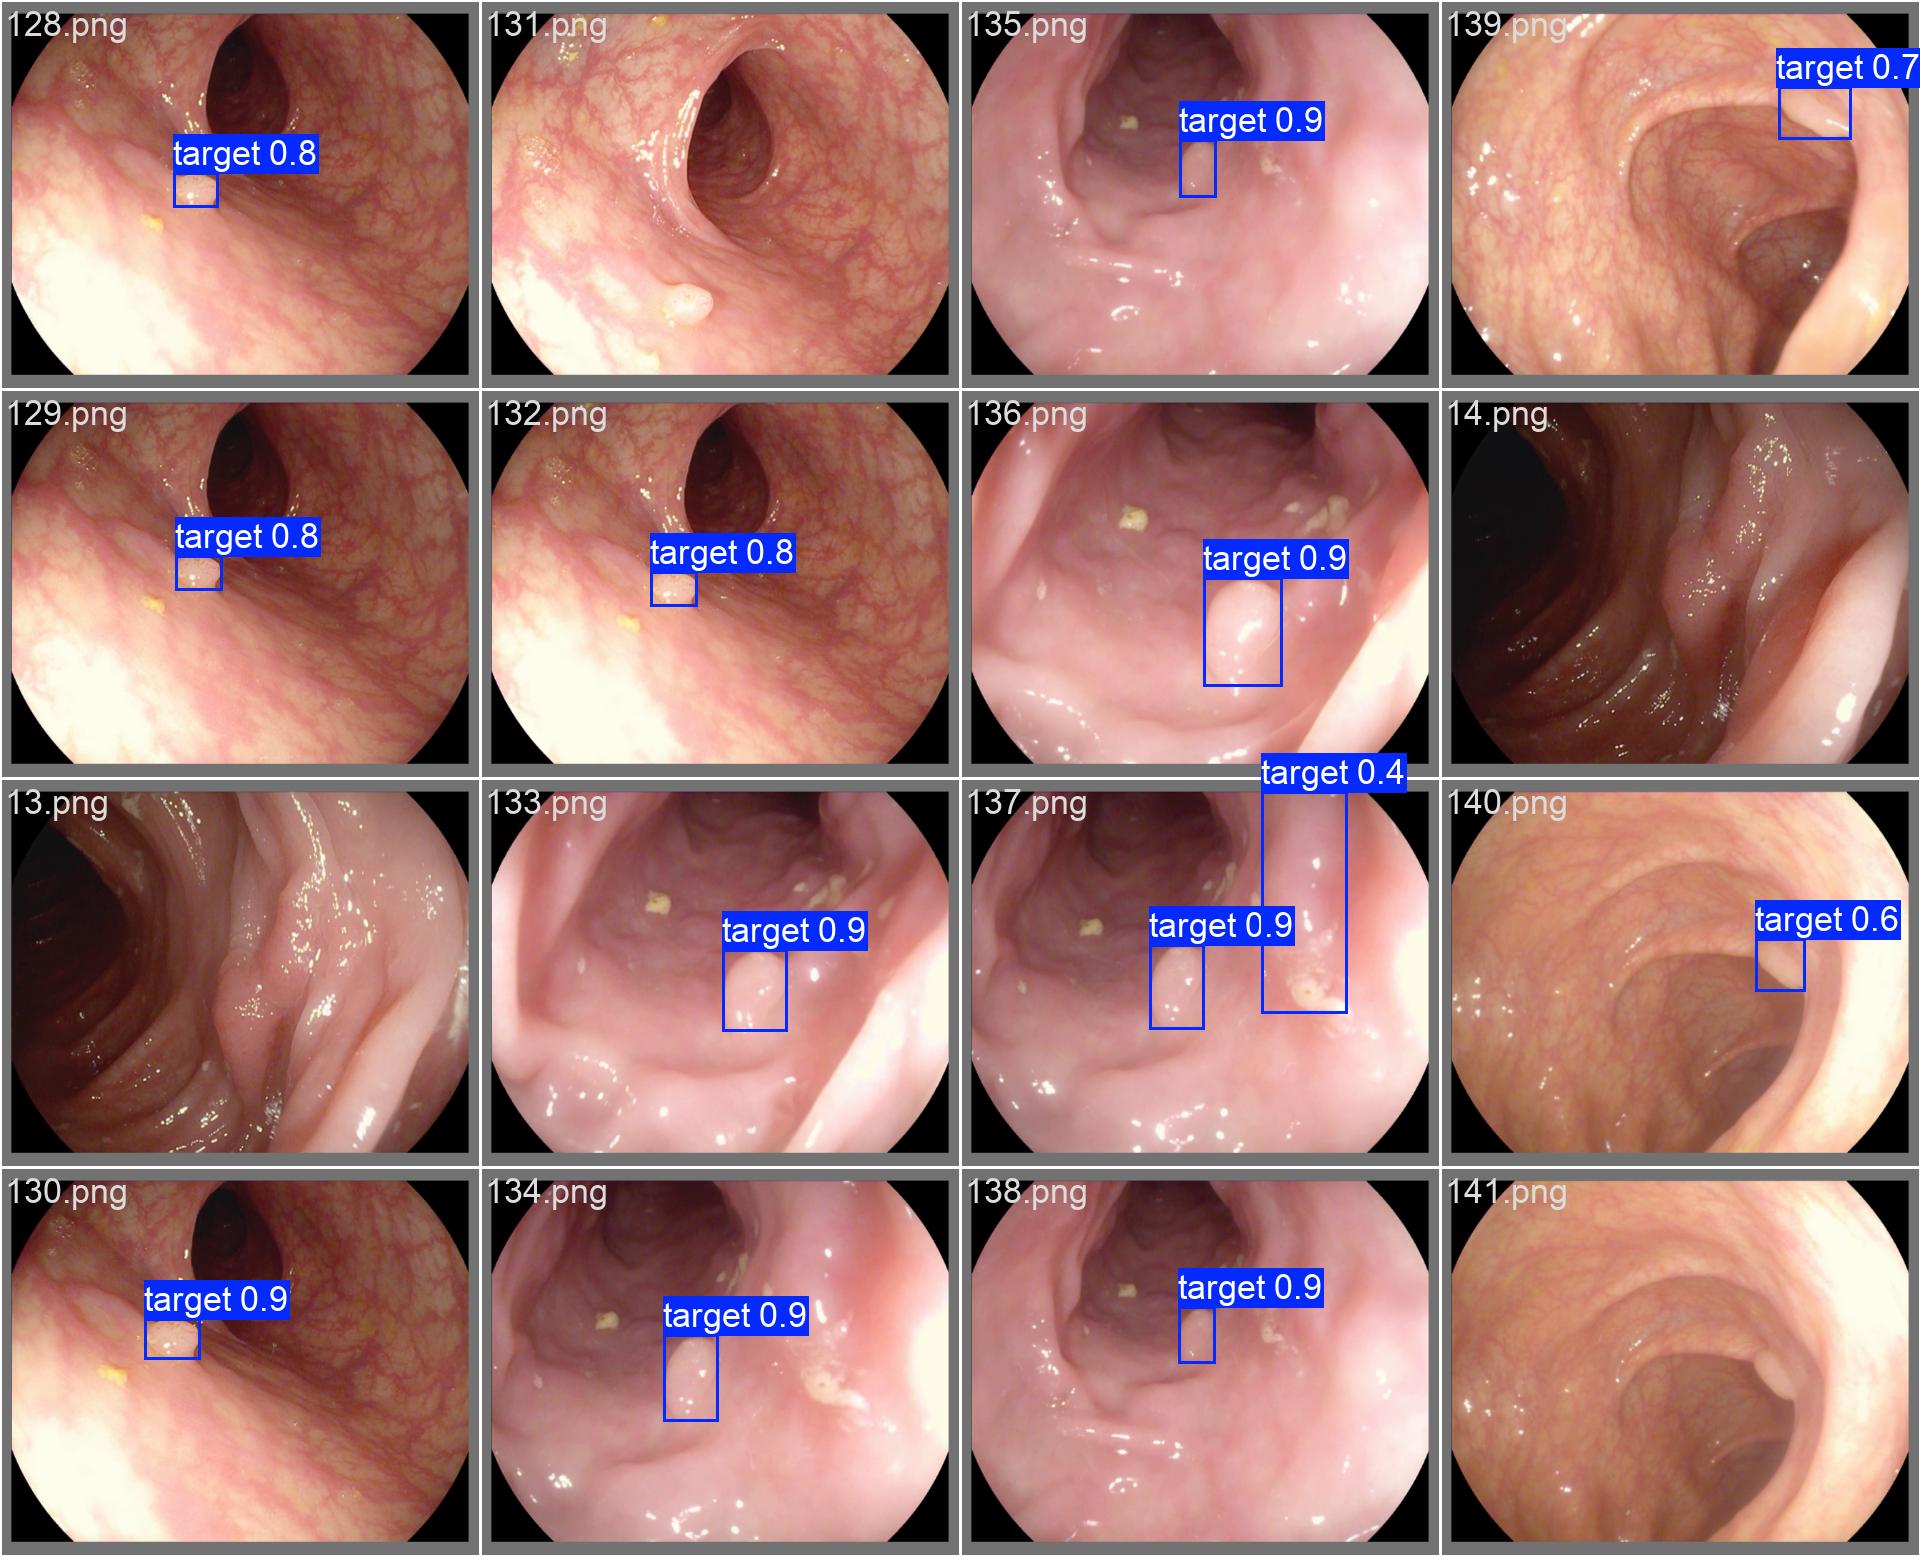 128.png
target 0.8
131.png
135.png
target 0.9
139.png
target 0.7
129.png
target 0.8
132.png
target 0.8
136.png
target 0.9
14.png
13.png
133.png
target 0.9
137.png
target 0.4
target 0.9
140.png
target 0.6
130.png
target 0.9
134.png
target 0.9
138.png
target 0.9
141.png